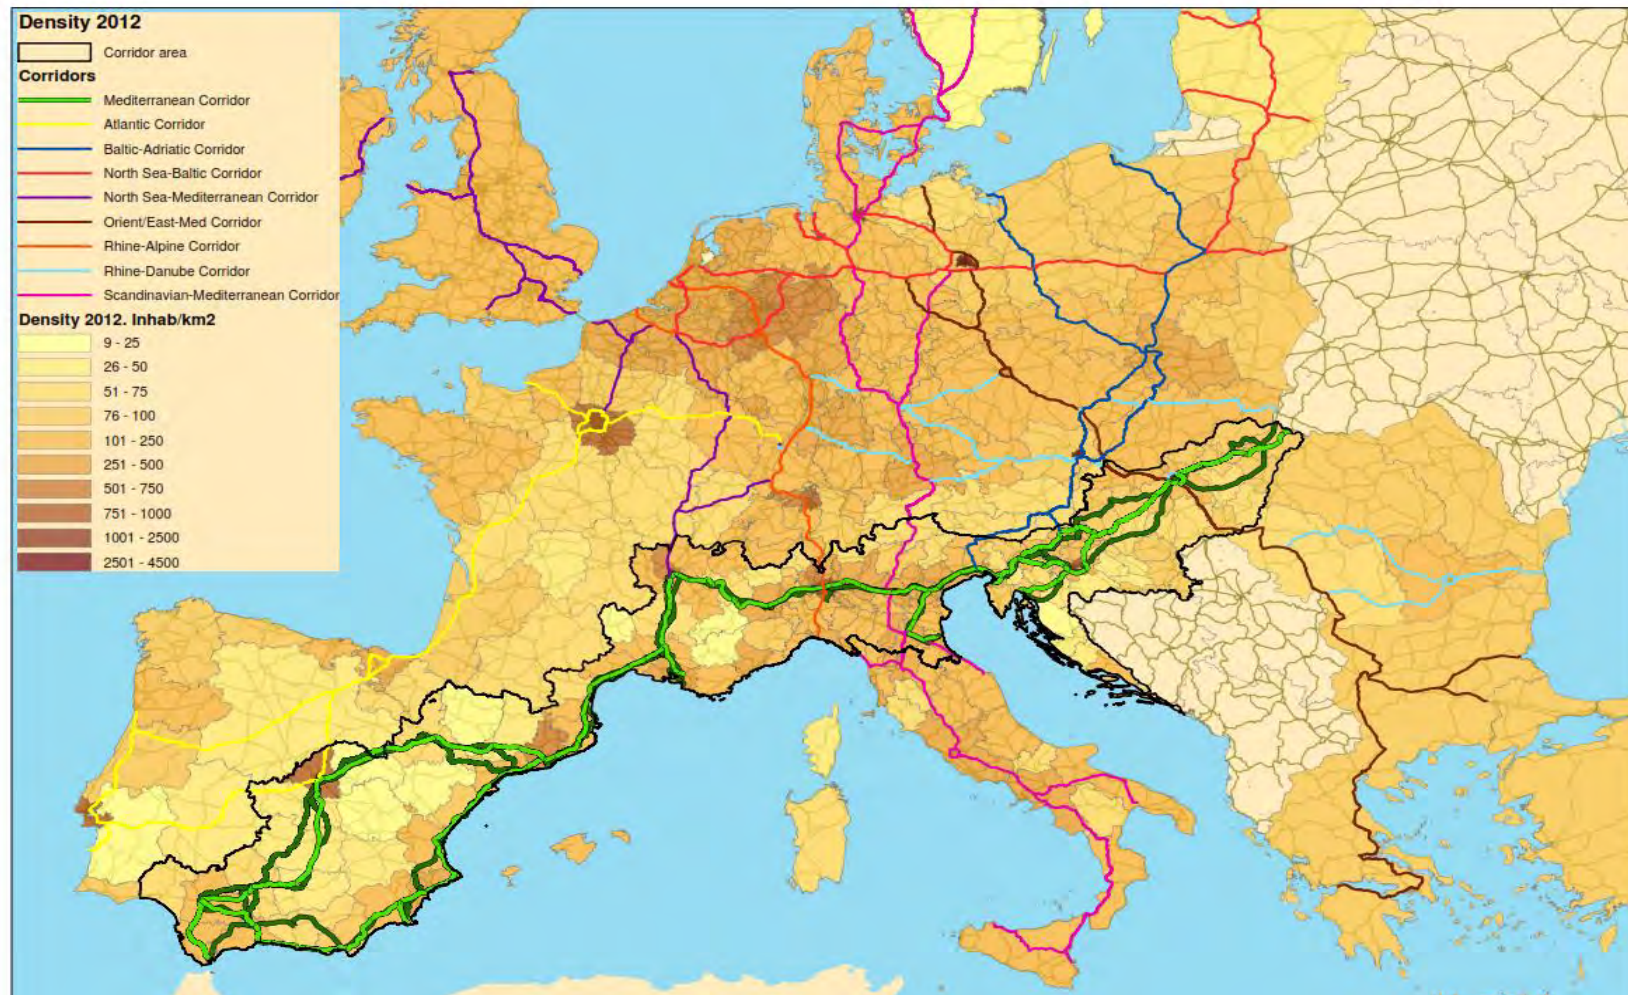 Density 2012
Corridor area
Corridors
Mediterranean Corridor
Atlantic Corridor
Baltic-Adriatic Corridor
North Sea-Baltic Corridor
North Sea-Mediterranean Corridor
Orient/East-Med Corridor
Rhine-Alpine Corridor
Rhine-Danube Corridor
Scandinavian-Mediterranean Corridor
Density 2012. Inhab/km2
9 - 25
26 - 50
51 - 75
76 - 100
101 - 250
251 - 500
501 - 750
751 - 1000
1001 - 2500
2501 - 4500